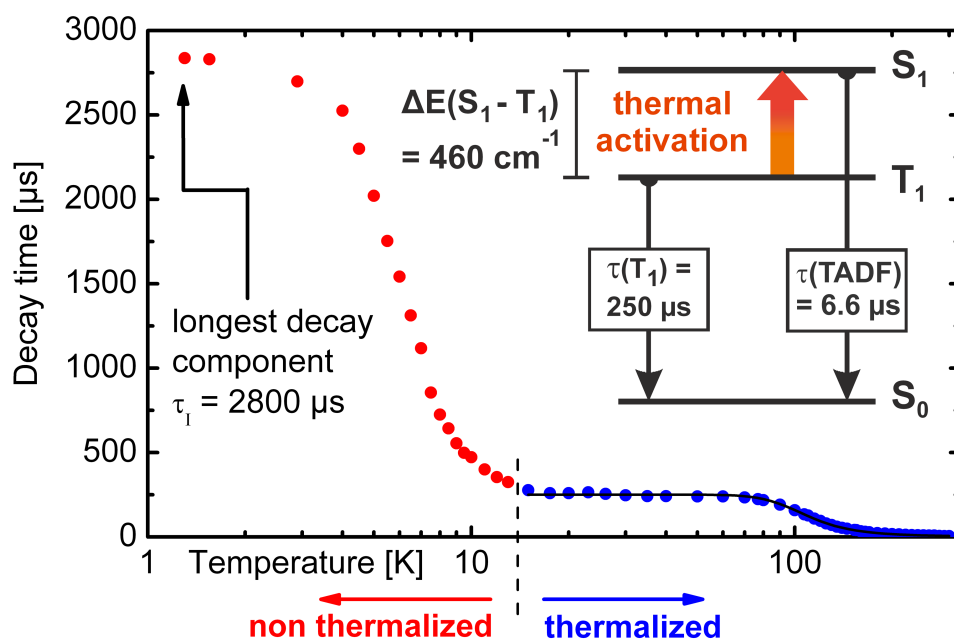 3000
2500
2000
1500
1000
500
0
Decay time [µs]
1
10
100
Temperature [K]
longest decay
component
τI = 2800 µs
ΔE(S1 - T1)
= 460 cm-1
thermal
activation
S1
T1
S0
τ(T1) =
250 µs
τ(TADF)
= 6.6 µs
non thermalized
thermalized